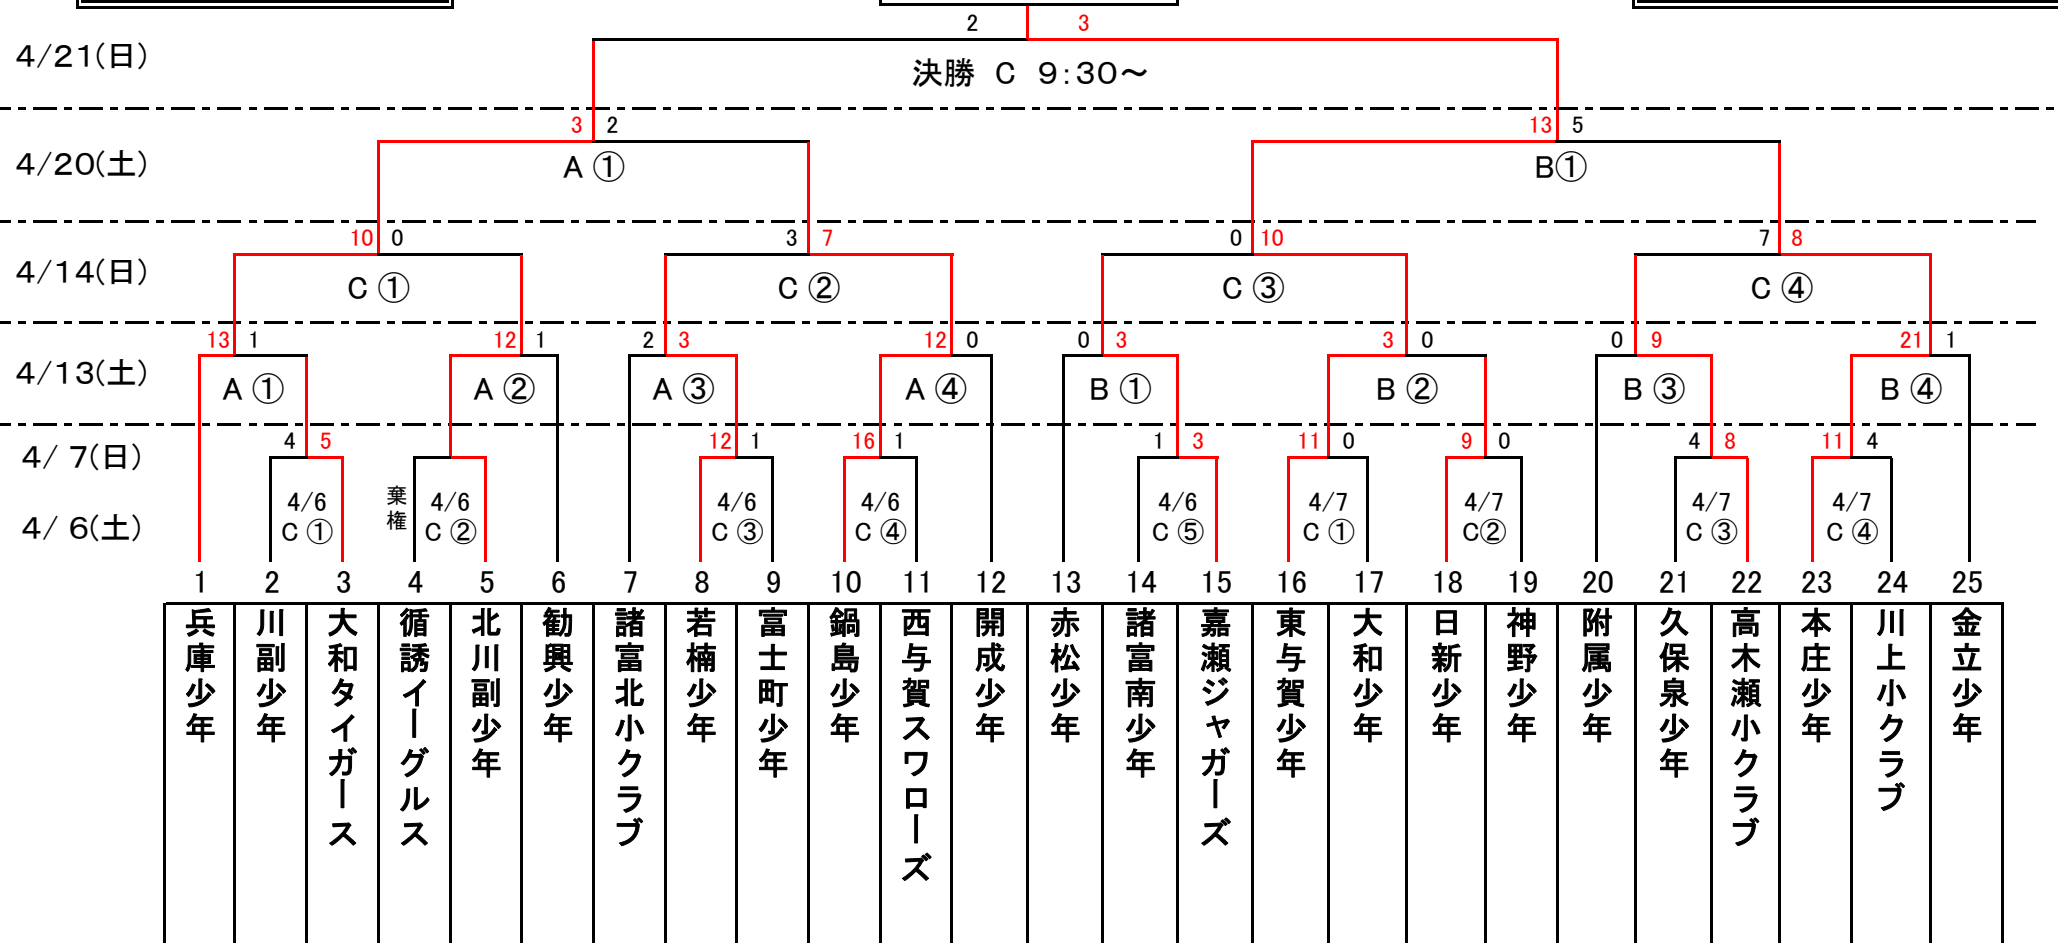 2 3
4/21(日)
決勝 C 9:30～
3 2 13 5
4/20(土)
A ① B①
10 0 3 7 0 10 7 8
4/14(日)
C ① C ② C ③ C ④
13 1 12 1 2 3 12 0 0 3 3 0 0 9 21 1
4/13(土)
A ① A ② A ③ A ④ B ① B ② B ③ B ④
4 5 12 1 16 1 1 3 11 0 9 0 4 8 11 4
4/ 7(日)
棄権
4/6 4/6 4/6 4/6 4/6 4/7 4/7 4/7 4/7
4/ 6(土)
C ① C ② C ③ C ④ C ⑤ C ① C② C ③ C ④
1 2 3 4 5 6 7 8 9 10 11 12 13 14 15 16 17 18 19 20 21 22 23 24 25
兵庫少年
川副少年
大和タイガース
循誘イーグルス
北川副少年
勧興少年
諸富北小クラブ
若楠少年
富士町少年
鍋島少年
西与賀スワローズ
開成少年
赤松少年
諸富南少年
嘉瀬ジャガーズ
東与賀少年
大和少年
日新少年
神野少年
附属少年
久保泉少年
高木瀬小クラブ
本庄少年
川上小クラブ
金立少年